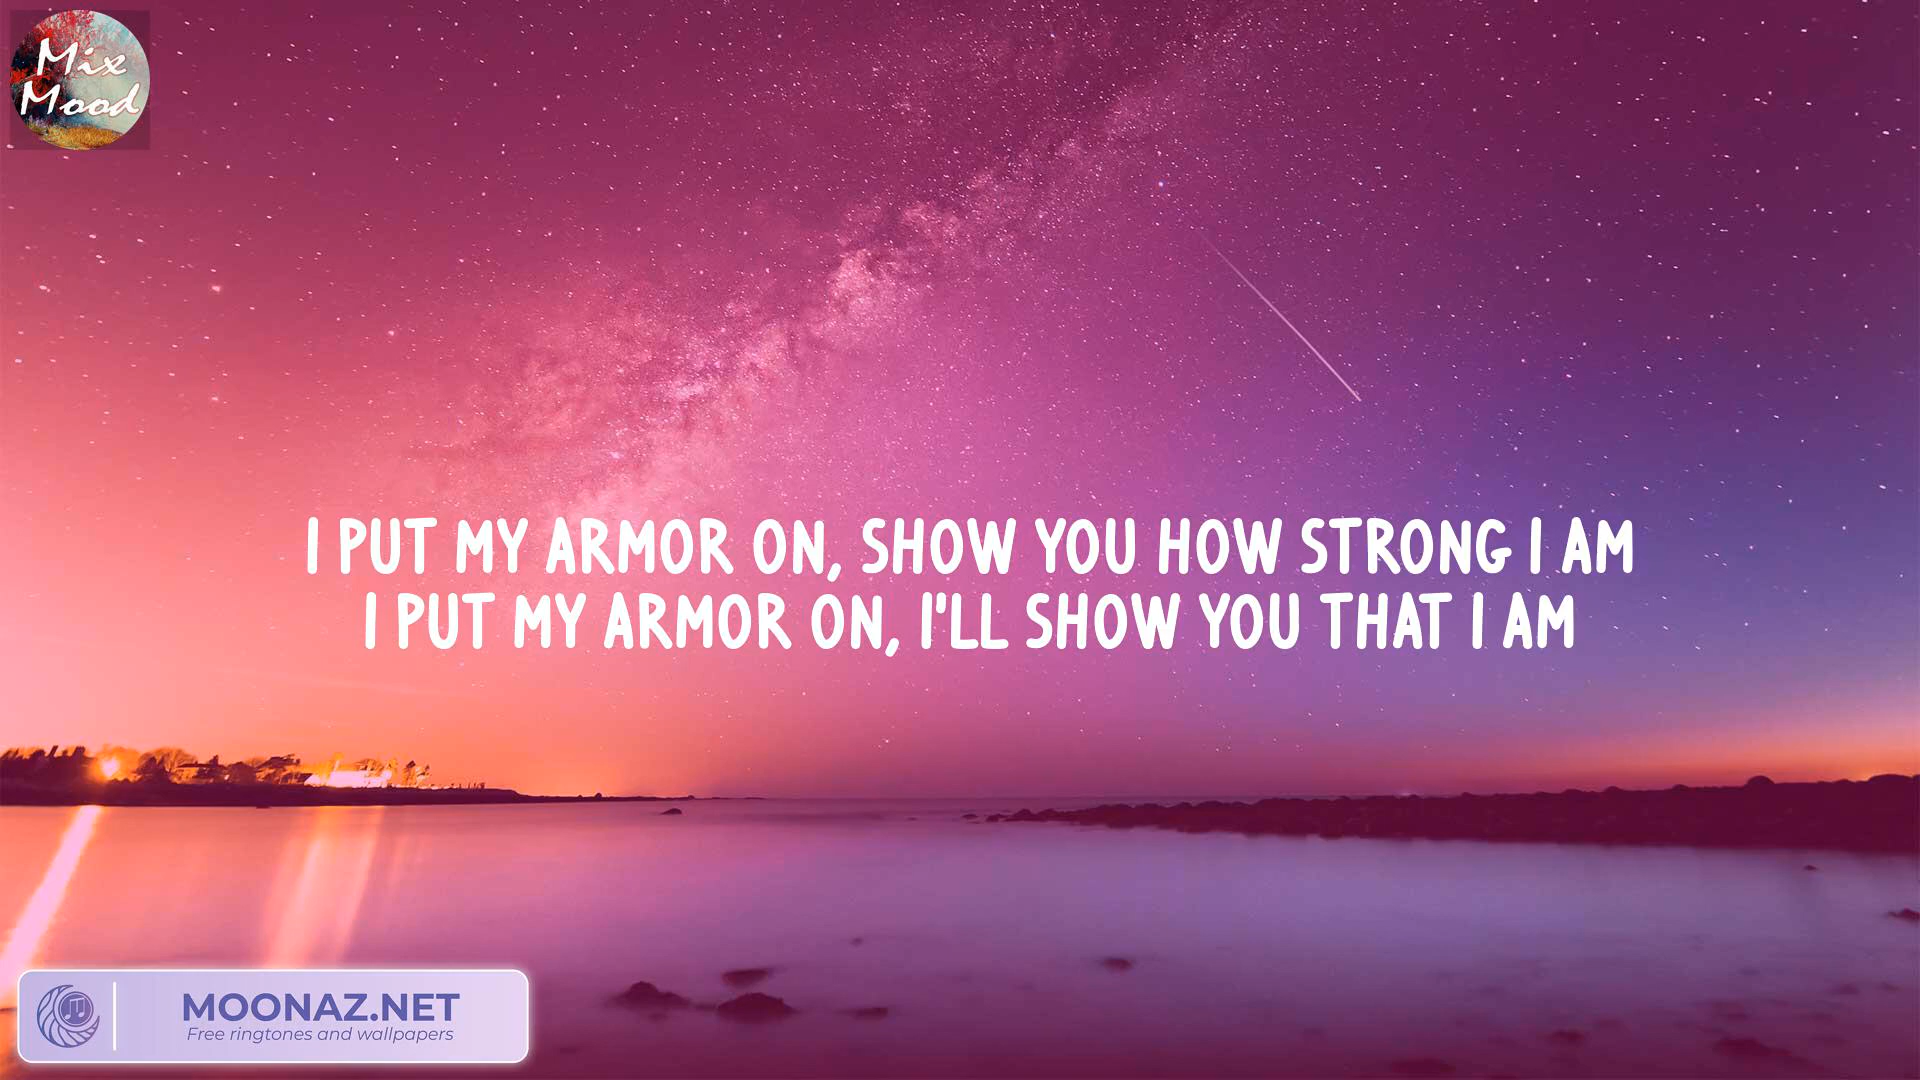 Mix
Mood
I PUT MY ARMOR ON, SHOW YOU HOW STRONG I AM
I PUT MY ARMOR ON, I'LL SHOW YOU THAT I AM
MOONAZ.NET
Free ringtones and wallpapers